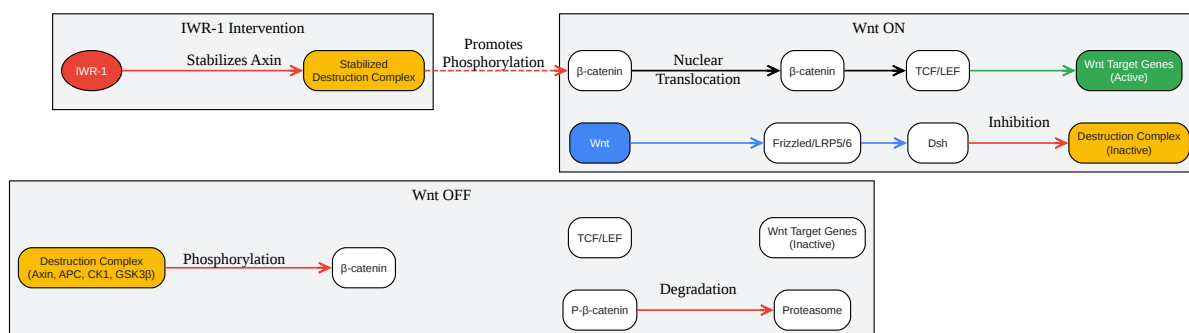 IWR-1 Intervention
IWR-1
Stabilizes Axin
Stabilized
Destruction Complex
Promotes
Phosphorylation
Wnt ON
β-catenin
Nuclear
Translocation
β-catenin
TCF/LEF
Wnt Target Genes
(Active)
Wnt
Frizzled/LRP5/6
Dsh
Inhibition
Destruction Complex
(Inactive)
Wnt OFF
Destruction Complex
(Axin, APC, CK1, GSK3β)
Phosphorylation
β-catenin
TCF/LEF
Wnt Target Genes
(Inactive)
P-β-catenin
Degradation
Proteasome